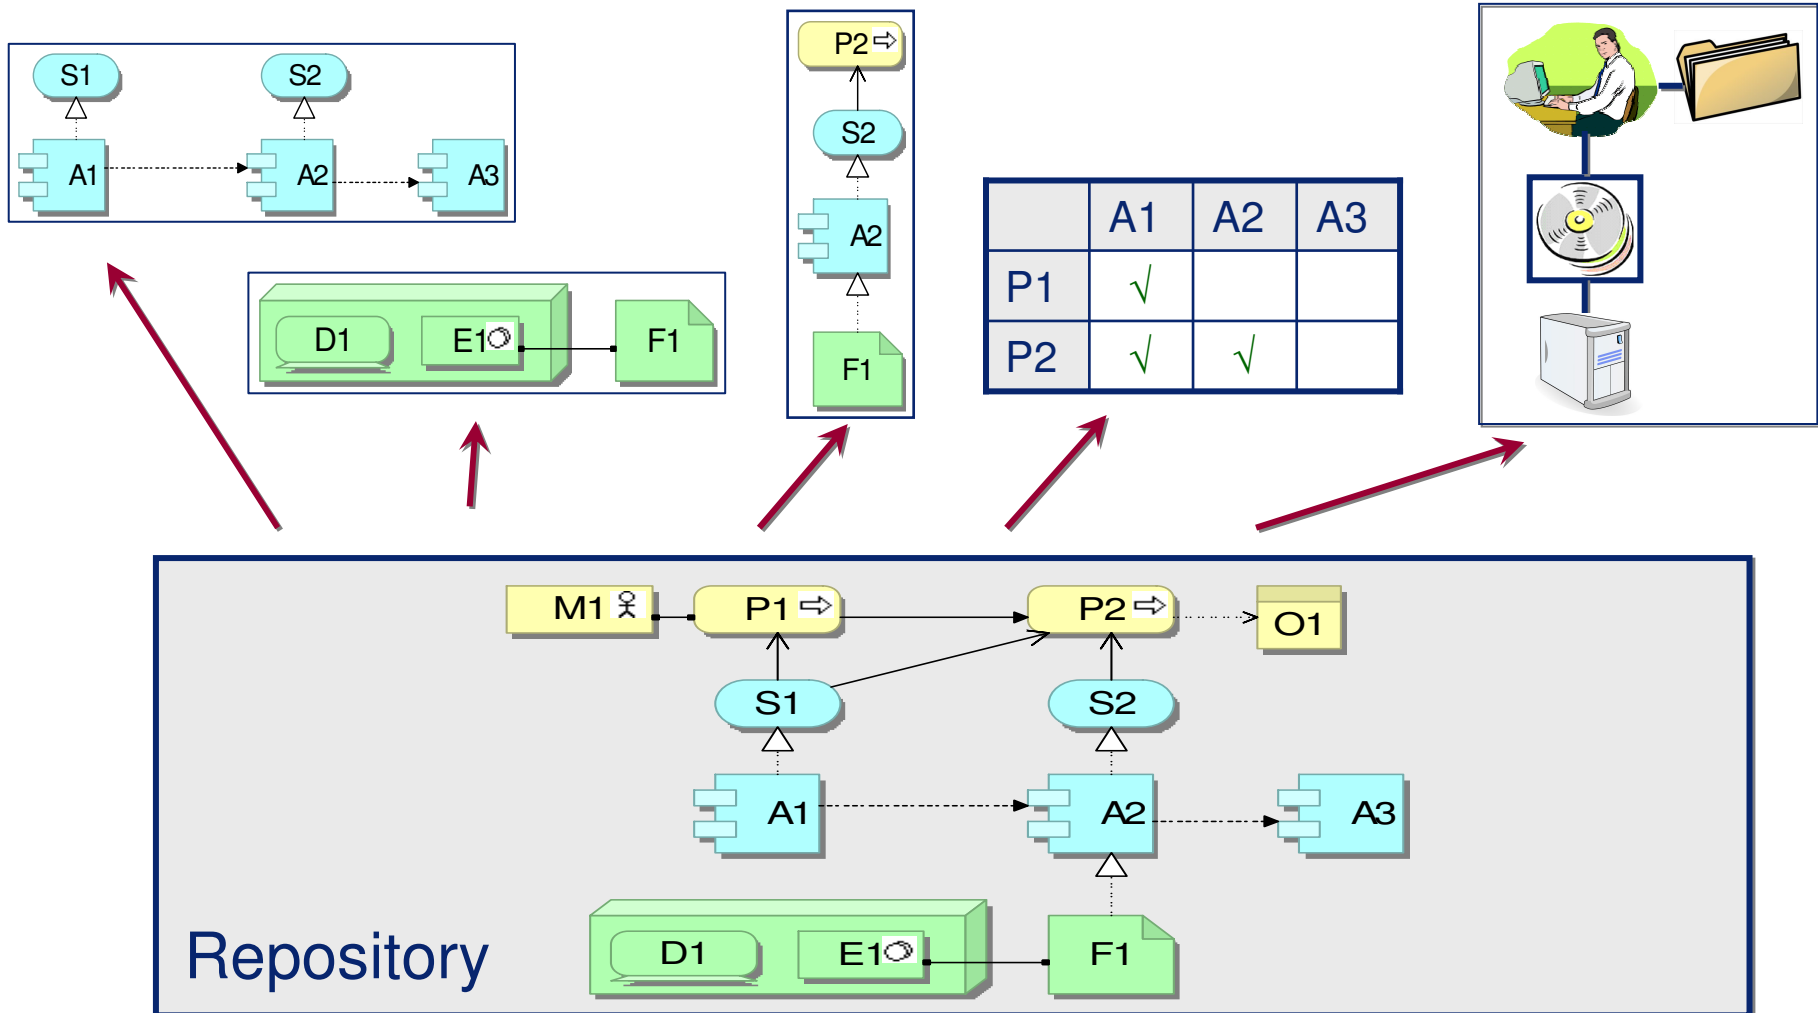 S1 S2
A1 A2 A3
D1 E1 F1
P2
S2
A2
F1
A1 A2 A3
P1 √
P2 √ √
M1 P1 P2 O1
S1 S2
A1 A2 A3
Repository
D1 E1 F1